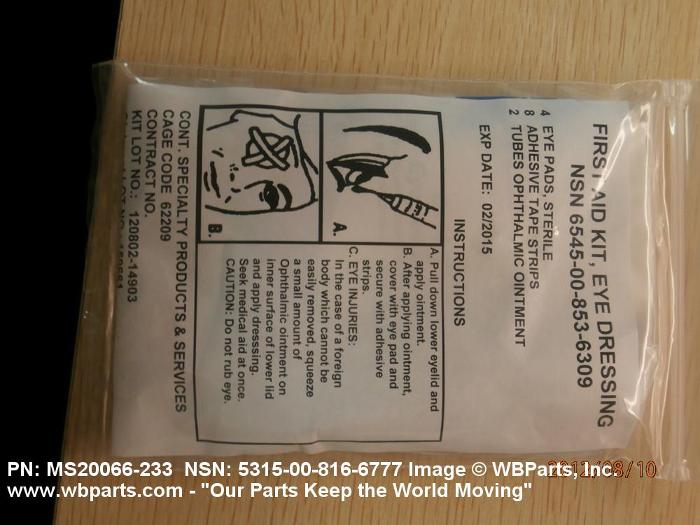 FIRST AID KIT, EYE DRESSING
NSN 6545-00-853-6309
4 EYE PADS, STERILE
8 ADHESIVE TAPE STRIPS
2 TUBES OPHTHALMIC OINTMENT
EXP DATE: 02/2015
INSTRUCTIONS
A. Pull down lower eyelid and
apply ointment.
B. After applying ointment,
cover with eye pad and
secure with adhesive
strips.
C. EYE INJURIES:
In the case of a foreign
body which cannot be
easily removed, squeeze
a small amount of
Ophthalmic ointment on
inner surface of lower lid
and apply dresssing.
Seek medical aid at once.
CAUTION: Do not rub eye.
A.
B.
CONT. SPECIALTY PRODUCTS & SERVICES
CAGE CODE 62209
CONTRACT NO.
KIT LOT NO.: 120802-14903
2012/08/10
PN: MS20066-233 NSN: 5315-00-816-6777 Image © WBParts, Inc.
www.wbparts.com - "Our Parts Keep the World Moving"